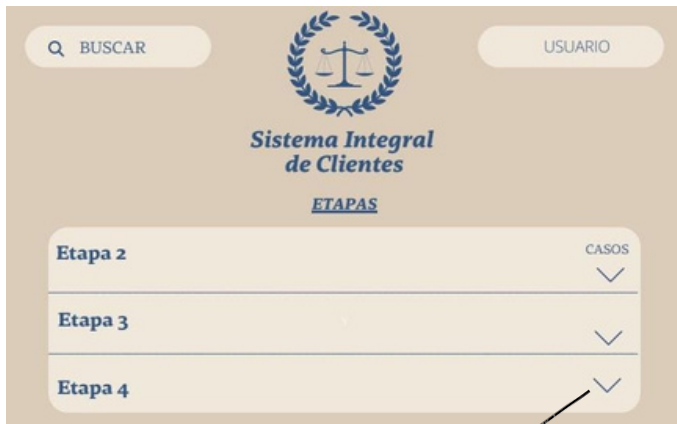 BUSCAR
USUARIO
Sistema Integral
de Clientes
ETAPAS
Etapa 2
CASOS
Etapa 3
Etapa 4